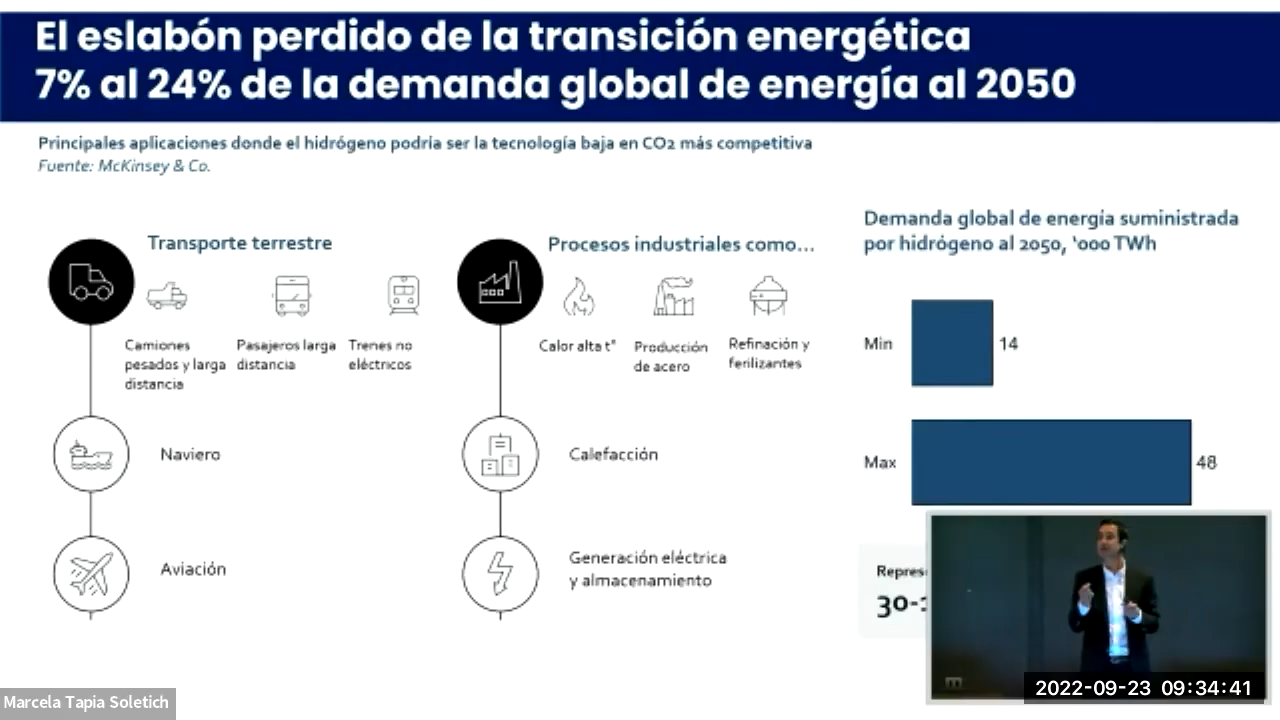 El eslabón perdido de la transición energética
7% al 24% de la demanda global de energía al 2050
Principales aplicaciones donde el hidrógeno podría ser la tecnología baja en CO2 más competitiva
Fuente: McKinsey & Co.
Transporte terrestre
Camiones
pesados y larga
distancia
Pasajeros larga
distancia
Trenes no
eléctricos
Naviero
Aviación
Procesos industriales como...
Calor alta t°
Producción
de acero
Refinación y
ferilizantes
Calefacción
Generación eléctrica
y almacenamiento
Demanda global de energía suministrada
por hidrógeno al 2050, '000 TWh
Min
14
Max
48
2022-09-23 09:34:41
Marcela Tapia Soletich